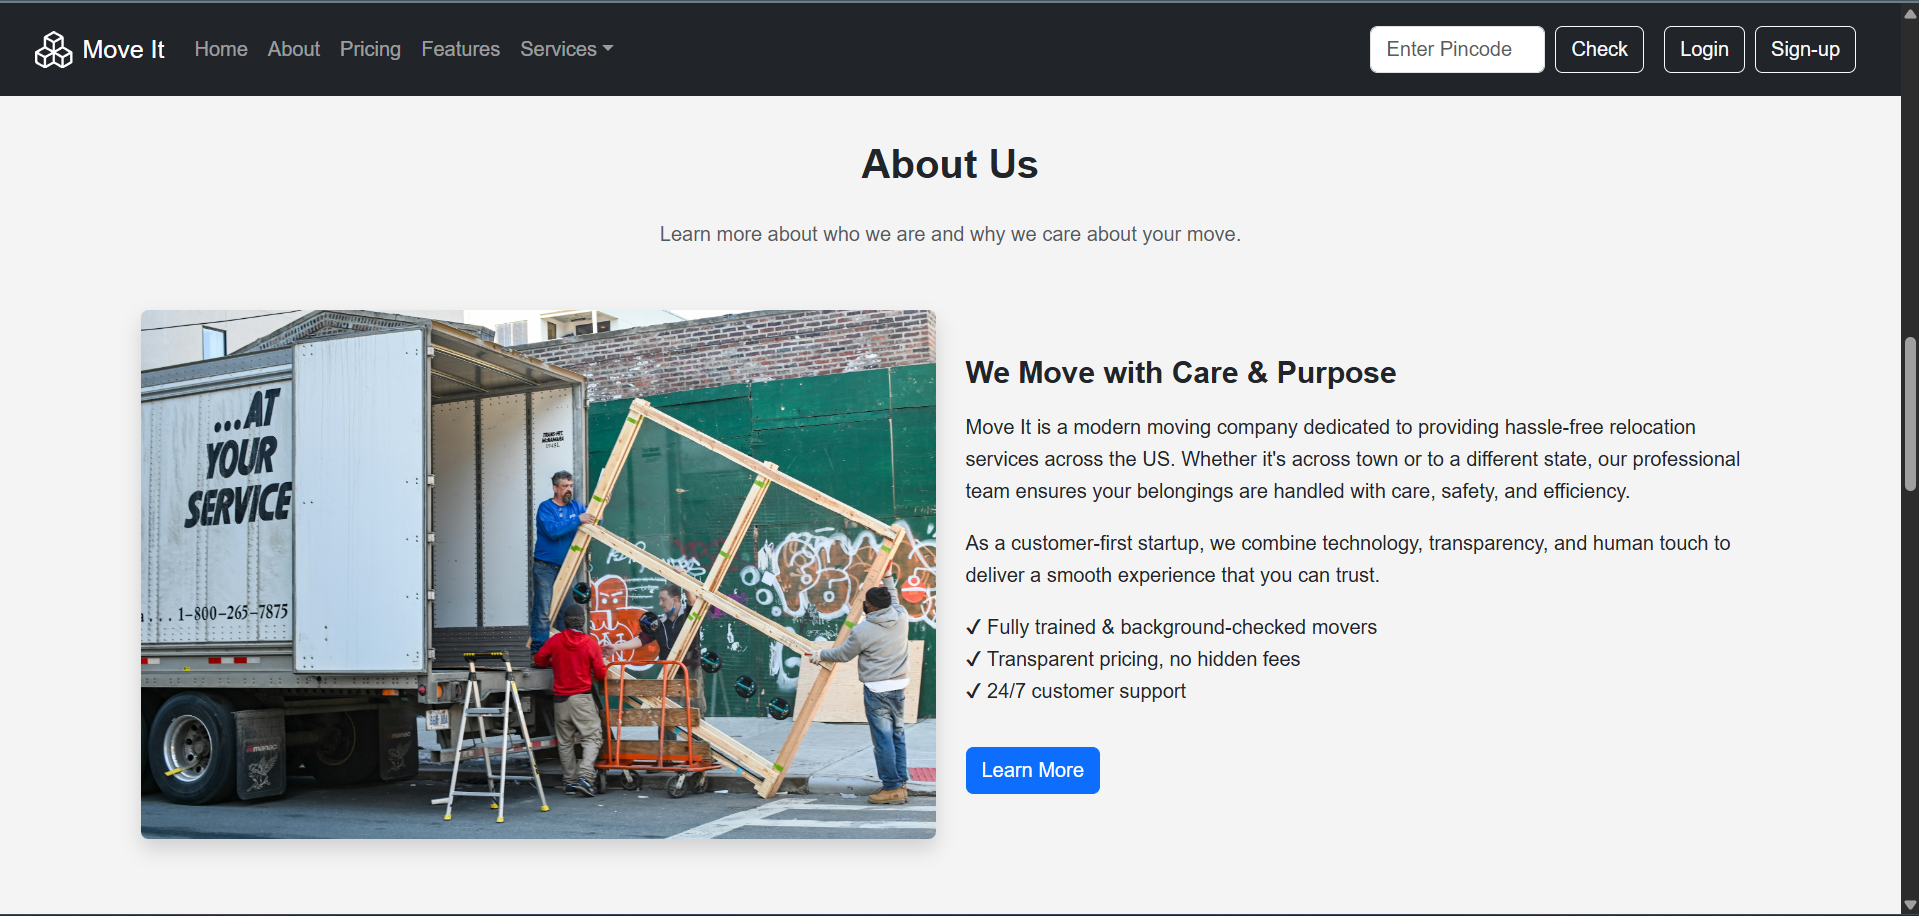 Move It
Home
About
Pricing
Features
Services
Enter Pincode
Check
Login
Sign-up
About Us
Learn more about who we are and why we care about your move.
...AT
YOUR
SERVICE
1-800-265-7875
manac
We Move with Care & Purpose
Move It is a modern moving company dedicated to providing hassle-free relocation
services across the US. Whether it's across town or to a different state, our professional
team ensures your belongings are handled with care, safety, and efficiency.
As a customer-first startup, we combine technology, transparency, and human touch to
deliver a smooth experience that you can trust.
✓ Fully trained & background-checked movers
✓ Transparent pricing, no hidden fees
✓ 24/7 customer support
Learn More